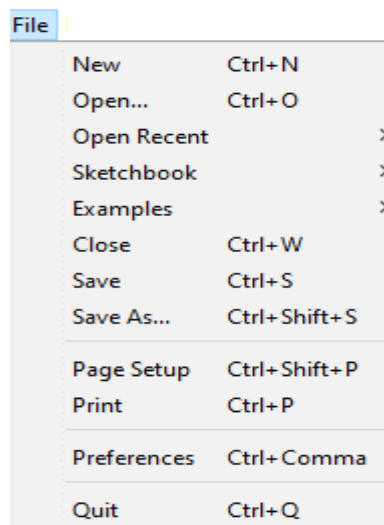 File
New Ctrl+N
Open... Ctrl+O
Open Recent
Sketchbook
Examples
Close Ctrl+W
Save Ctrl+S
Save As... Ctrl+Shift+S
Page Setup Ctrl+Shift+P
Print Ctrl+P
Preferences Ctrl+Comma
Quit Ctrl+Q